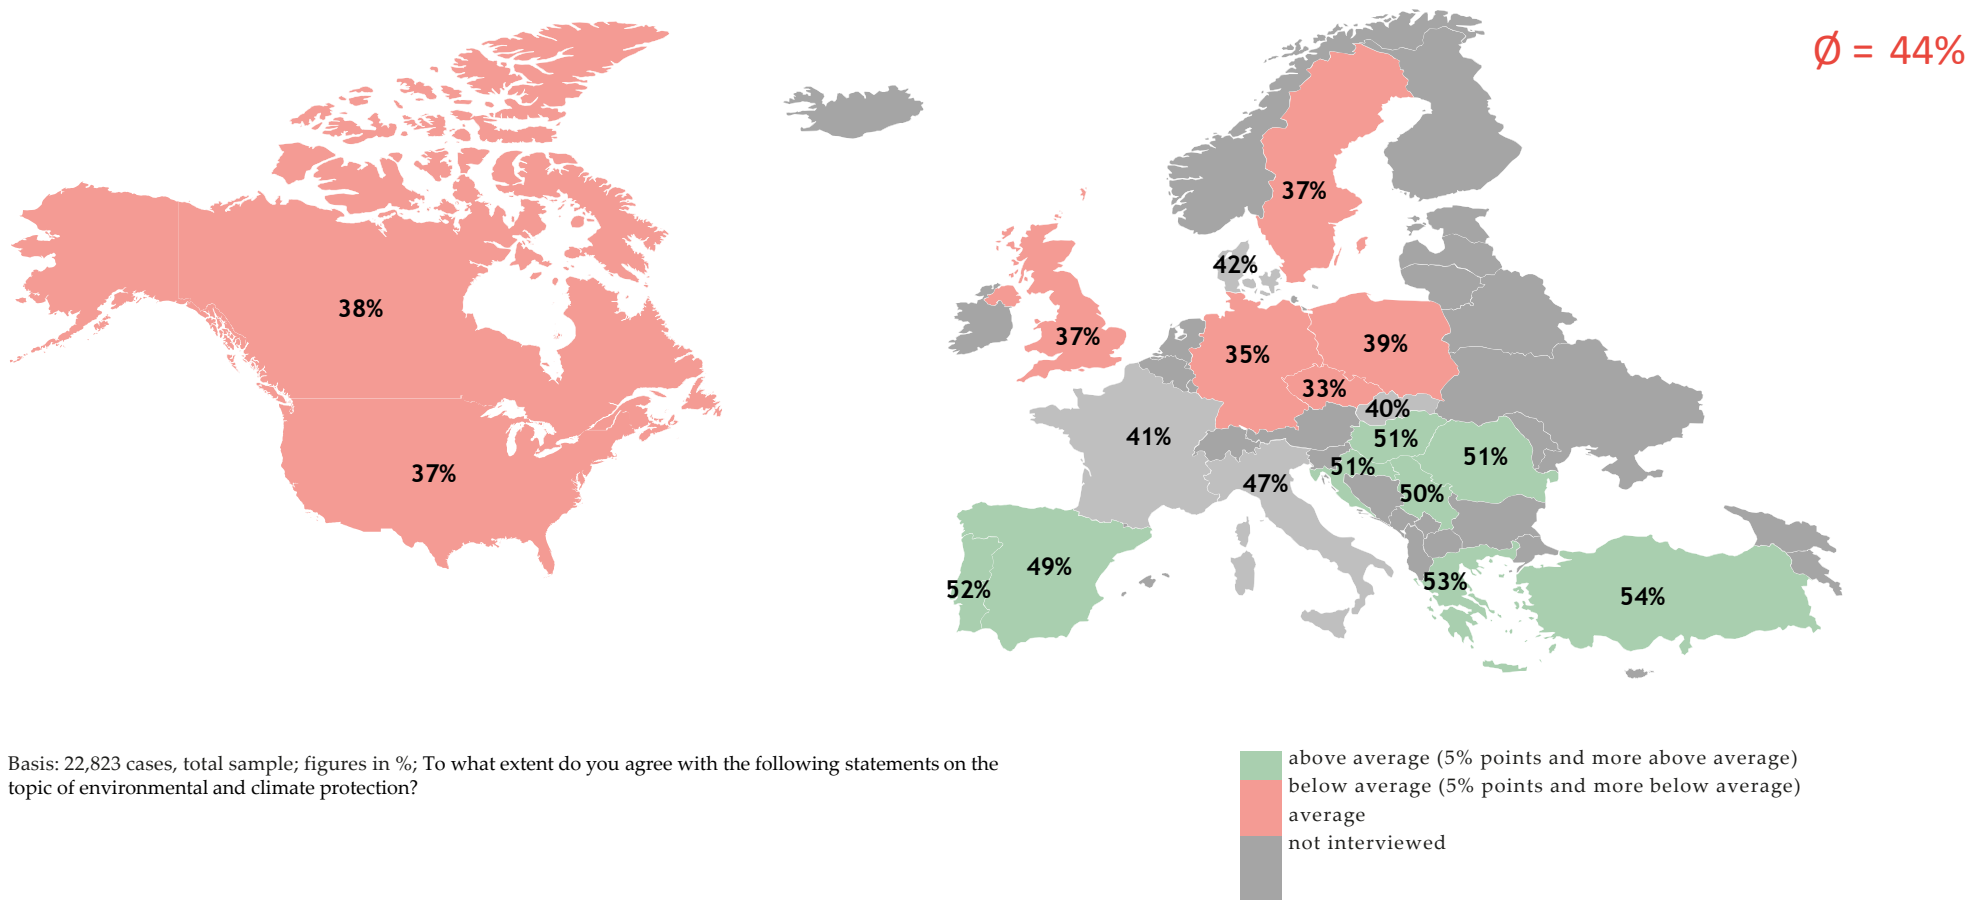 Ø = 44%
37%
42%
38%
37%
39%
35%
33%
40%
41%
51%
51%
51%
37%
47%
50%
49%
53%
52%
54%
Basis: 22,823 cases, total sample; figures in %; To what extent do you agree with the following statements on the
topic of environmental and climate protection?
above average (5% points and more above average)
below average (5% points and more below average)
average
not interviewed